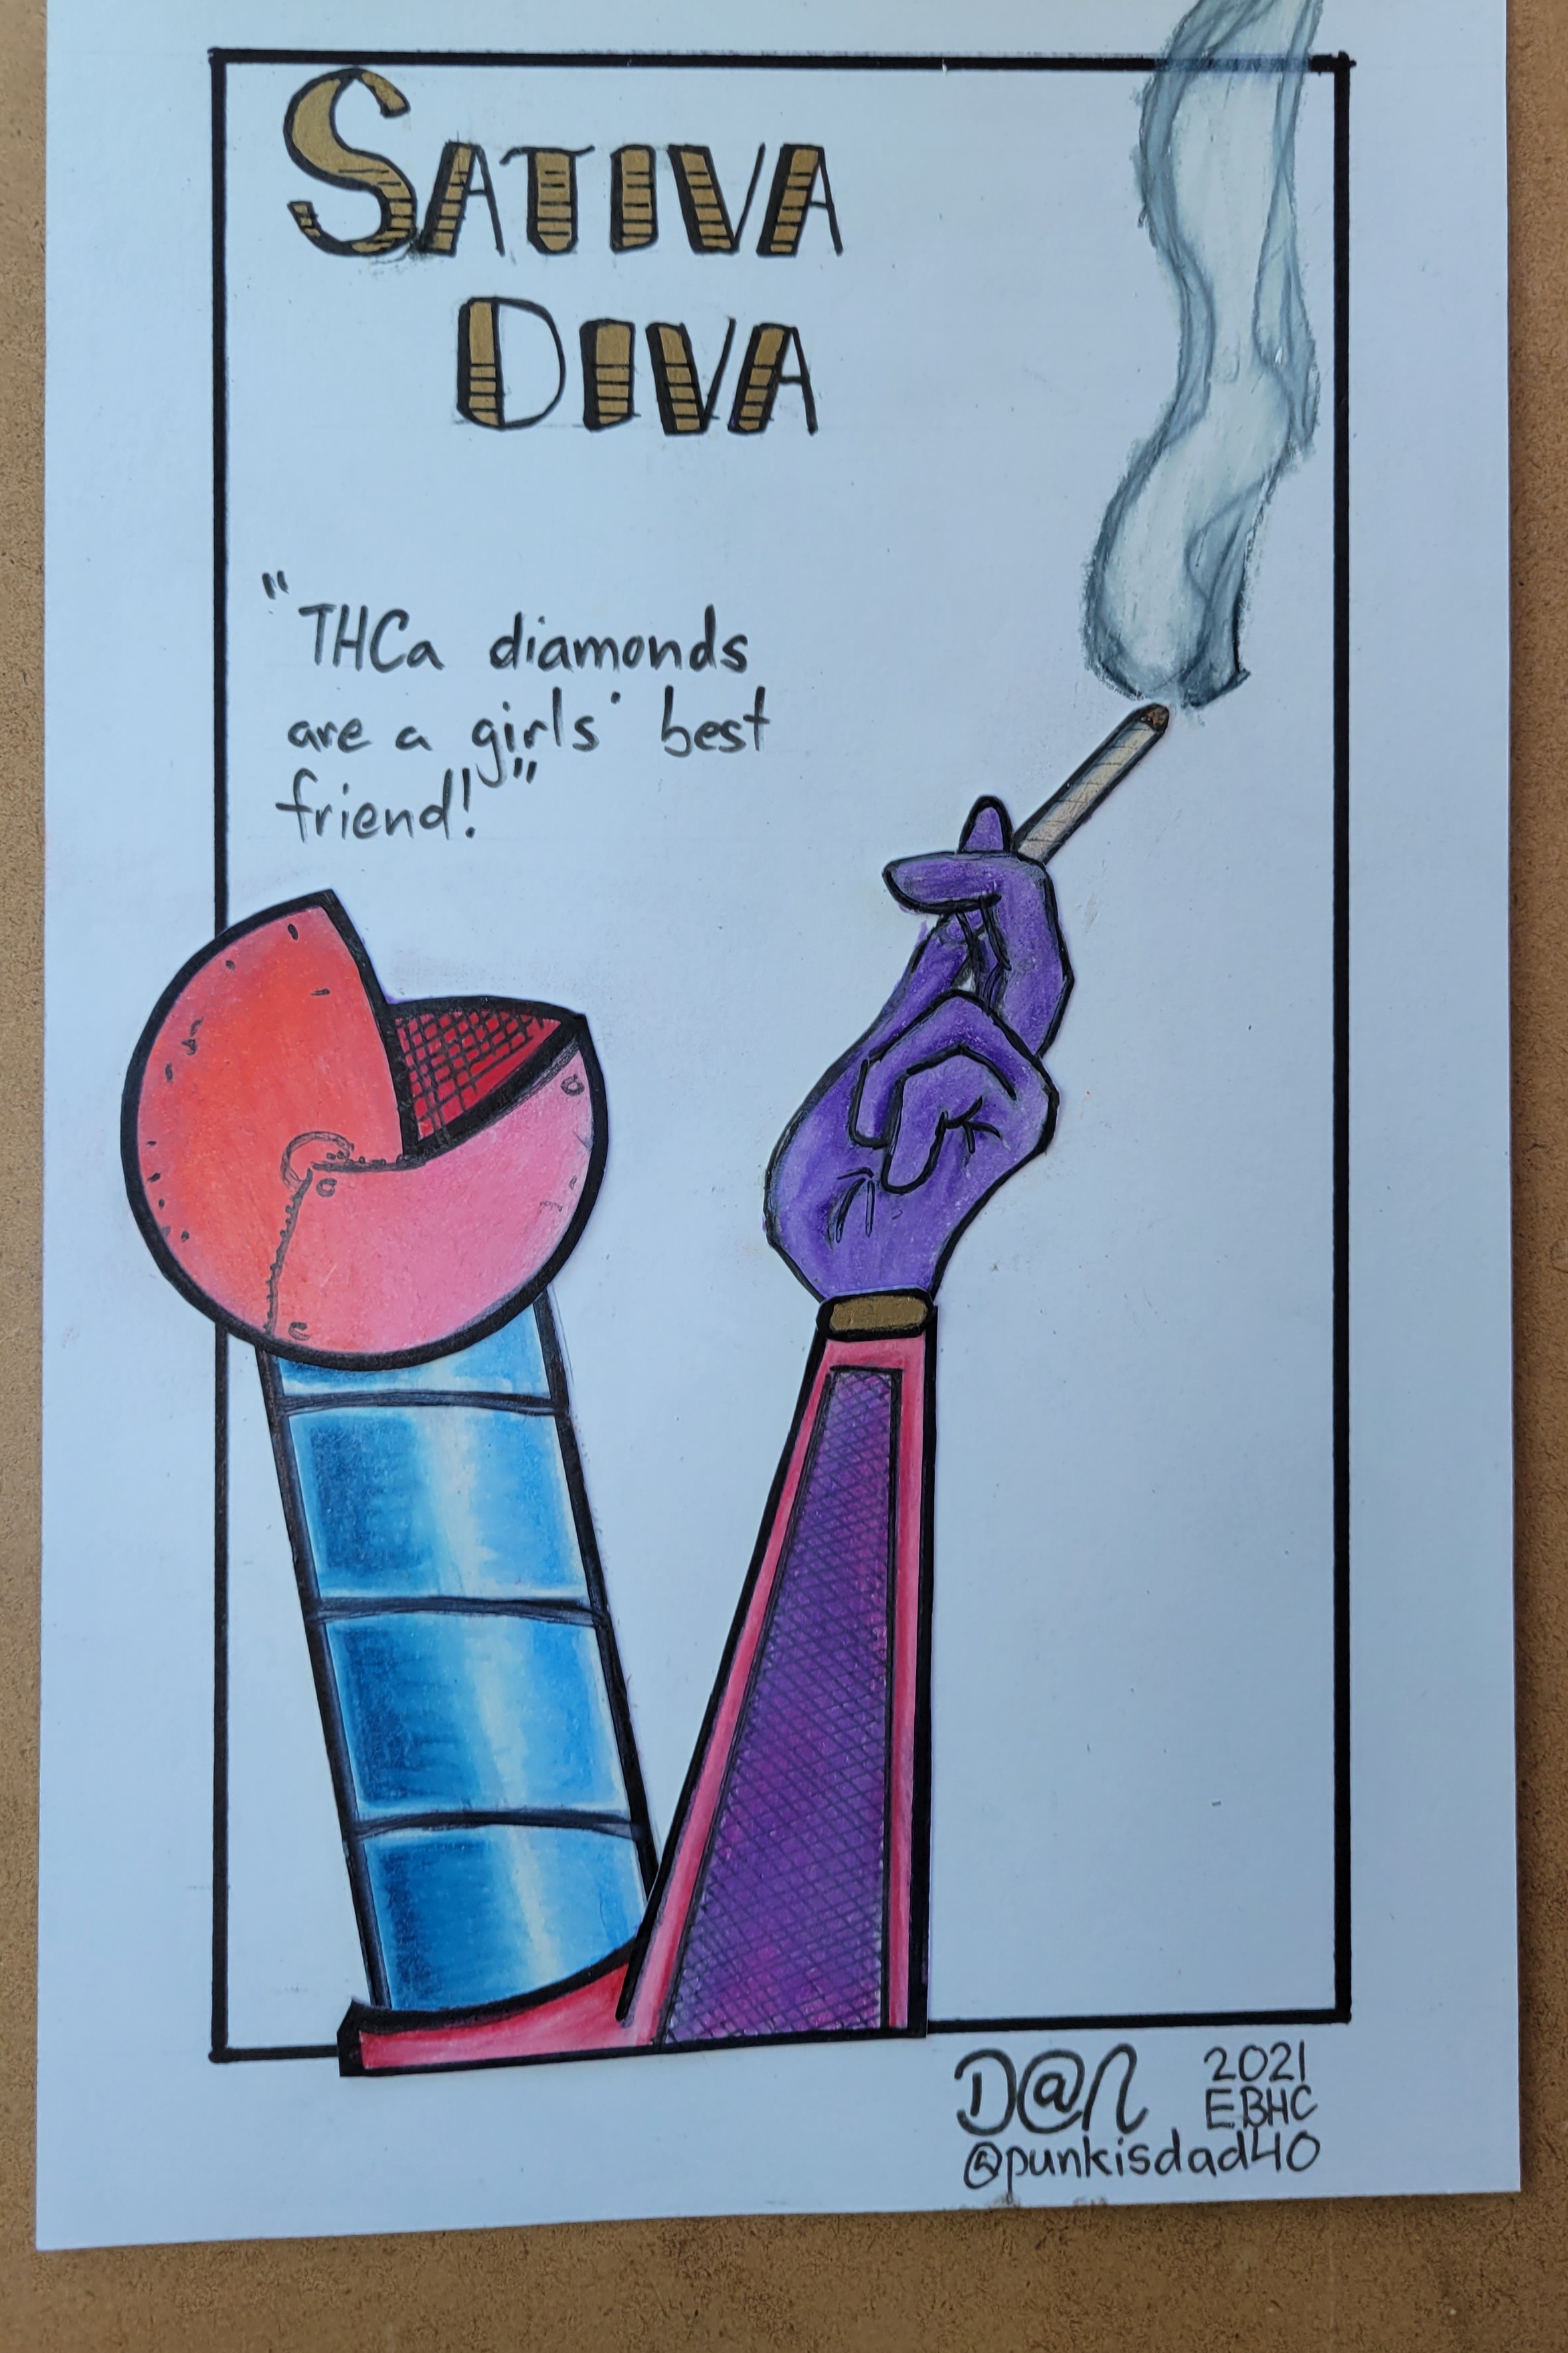 SATIVA
DIVA
"THCa diamonds
are a girls' best
friend!"
D@n 2021
EBHC
@punkisdad40